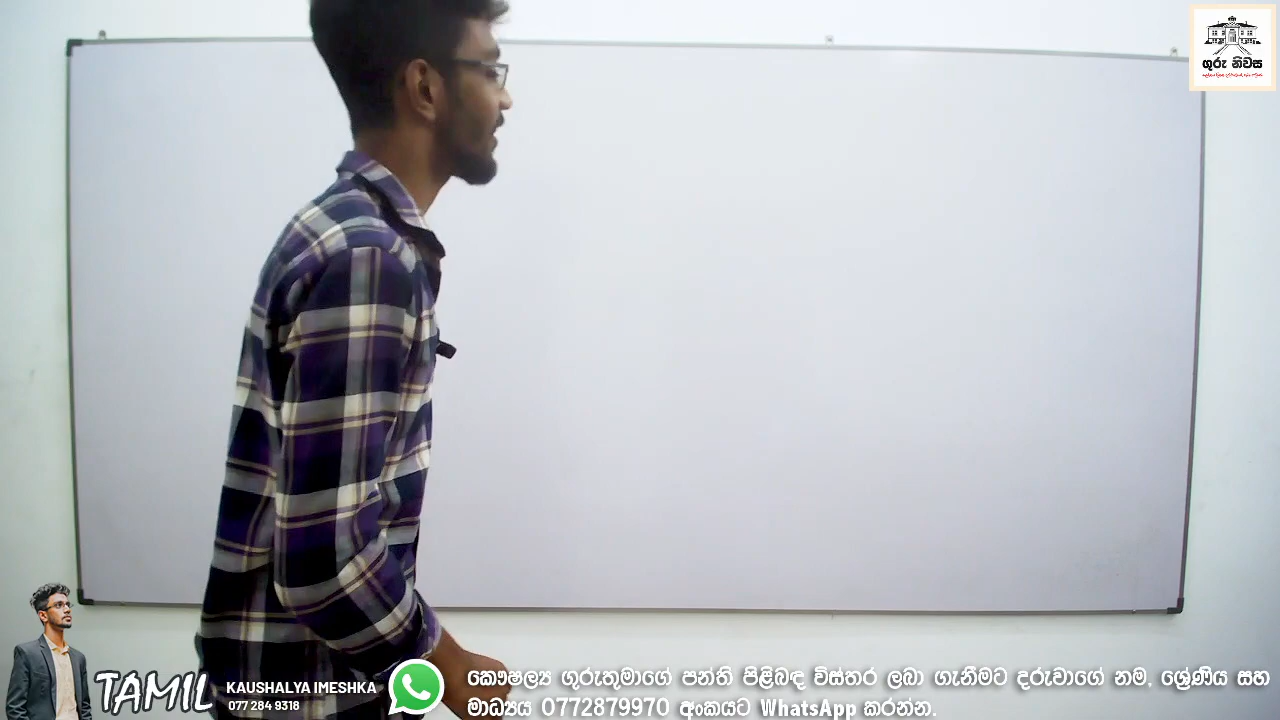 ගුරු නිවස
TAMIL
KAUSHALYA IMESHKA
077 284 9318
කෞෂල්‍ය ගුරුතුමාගේ පන්ති පිළිබඳ විස්තර ලබා ගැනීමට දරුවාගේ නම, ශ්‍රේණිය සහ
මාධ්‍යය 0772879970 අංකයට WhatsApp කරන්න.